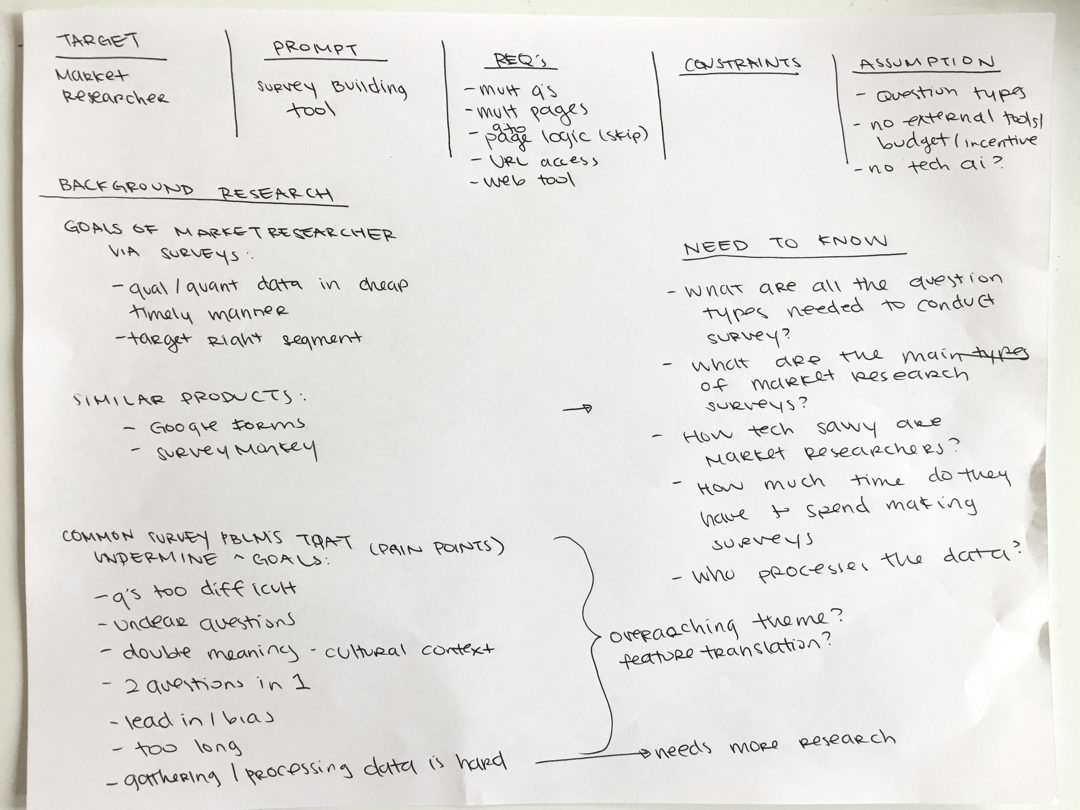 TARGET
Market
Researcher
PROMPT
Survey Building
tool
REQ's
- mult q's
- mult pages
goto
- page logic (skip)
- URL access
- web tool
CONSTRAINTS
ASSUMPTION
- Question types
- no external tools/
budget/incentive
- no tech ai?
BACKGROUND RESEARCH
GOALS OF MARKET RESEARCHER
VIA SURVEYS:
- qual/quant data in cheap
timely manner
- target right segment
SIMILAR PRODUCTS:
- Google Forms
- Survey Monkey
COMMON SURVEY PBLMS THAT (PAIN POINTS)
UNDERMINE ^ GOALS:
- q's too difficult
- unclear questions
- double meaning - cultural context
- 2 questions in 1
- lead in/bias
- too long
- gathering/processing data is hard
→
NEED TO KNOW
- What are all the question
types needed to conduct
survey?
- What are the main types
of market research
surveys?
- How tech savvy are
market researchers?
- How much time do they
have to spend making
surveys
- Who processes the data?
overarching theme?
feature translation?
needs more research